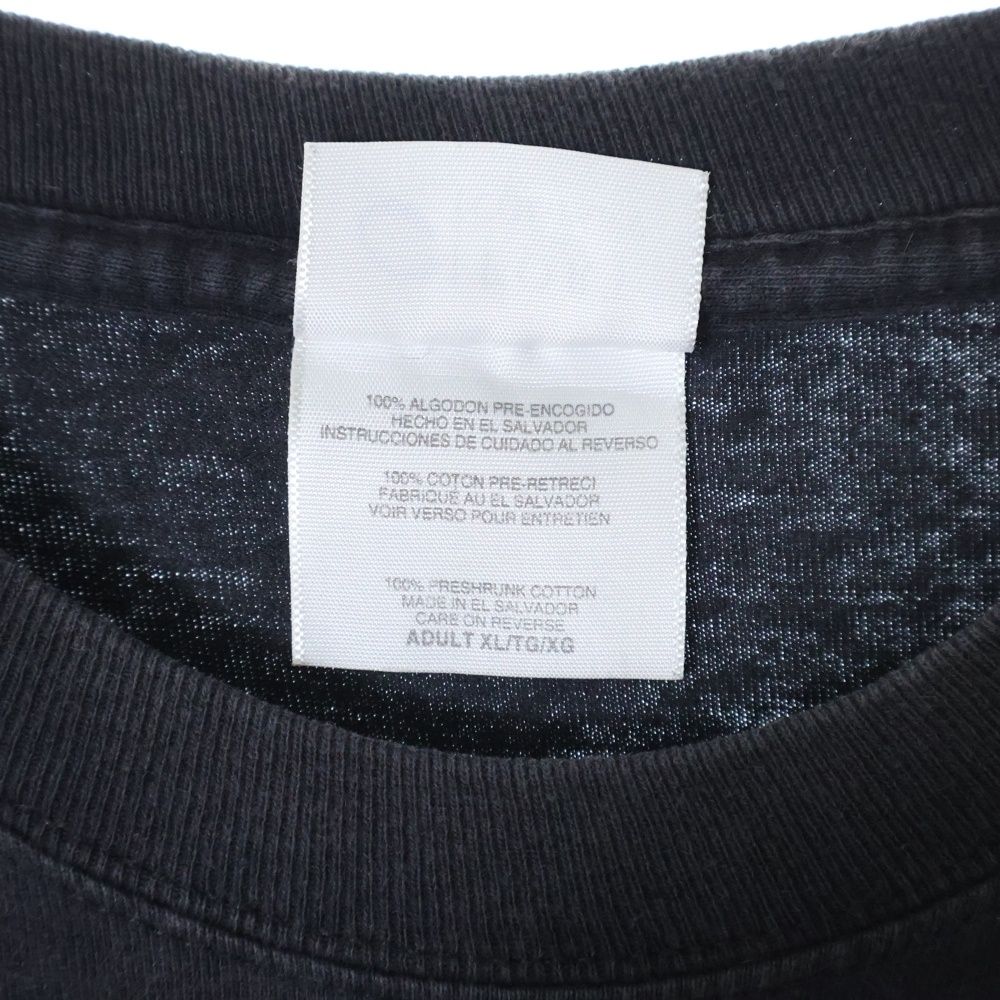 100% ALGODON PRE-ENCOGIDO
HECHO EN EL SALVADOR
INSTRUCCIONES DE CUIDADO AL REVERSO
100% COTON PRE-RETRECI
FABRIQUE AU EL SALVADOR
VOIR VERSO POUR ENTRETIEN
100% PRESHRUNK COTTON
MADE IN EL SALVADOR
CARE ON REVERSE
ADULT XL/TG/XG